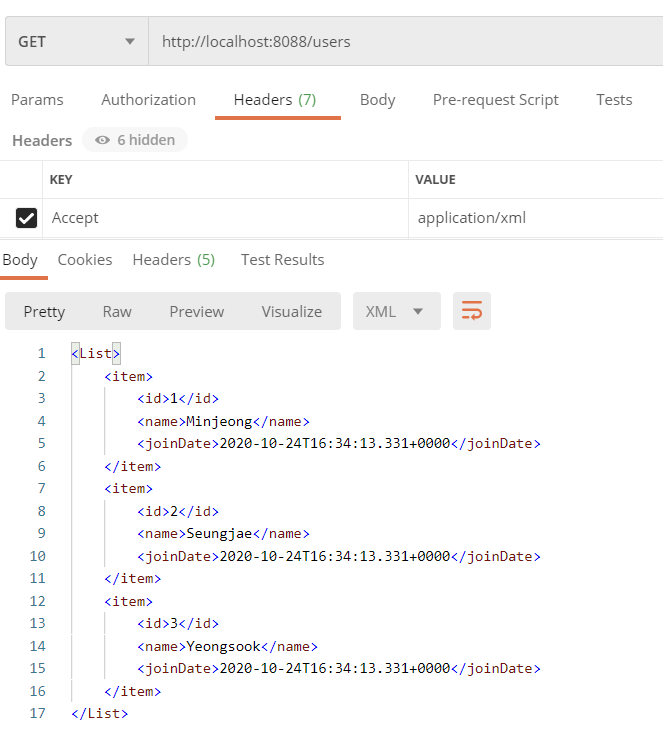 GET http://localhost:8088/users
Params Authorization Headers (7) Body Pre-request Script Tests
Headers 6 hidden
KEY VALUE
Accept application/xml
Body Cookies Headers (5) Test Results
Pretty Raw Preview Visualize XML
1 <List>
2 <item>
3 <id>1</id>
4 <name>Minjeong</name>
5 <joinDate>2020-10-24T16:34:13.331+0000</joinDate>
6 </item>
7 <item>
8 <id>2</id>
9 <name>Seungjae</name>
10 <joinDate>2020-10-24T16:34:13.331+0000</joinDate>
11 </item>
12 <item>
13 <id>3</id>
14 <name>Yeongsook</name>
15 <joinDate>2020-10-24T16:34:13.331+0000</joinDate>
16 </item>
17 </List>